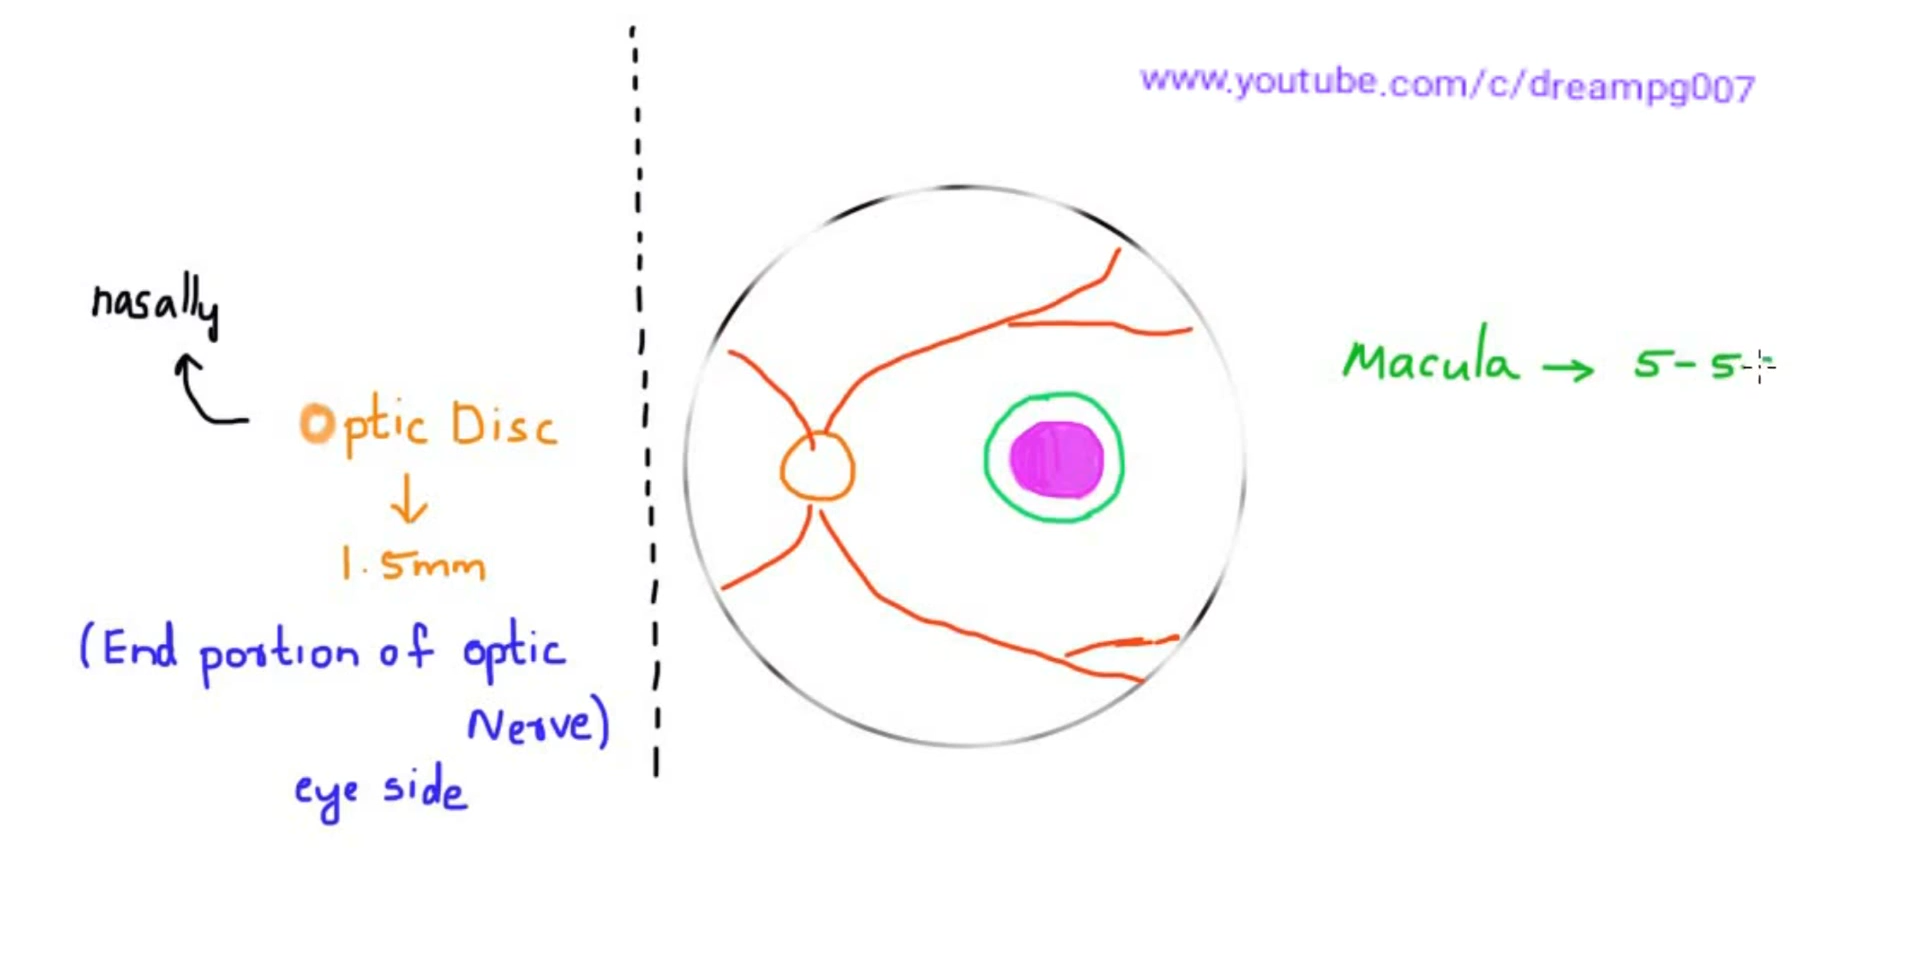 www.youtube.com/c/dreampg007
nasally
Optic Disc
1.5mm
(End portion of optic
Nerve)
eye side
Macula → 5-5